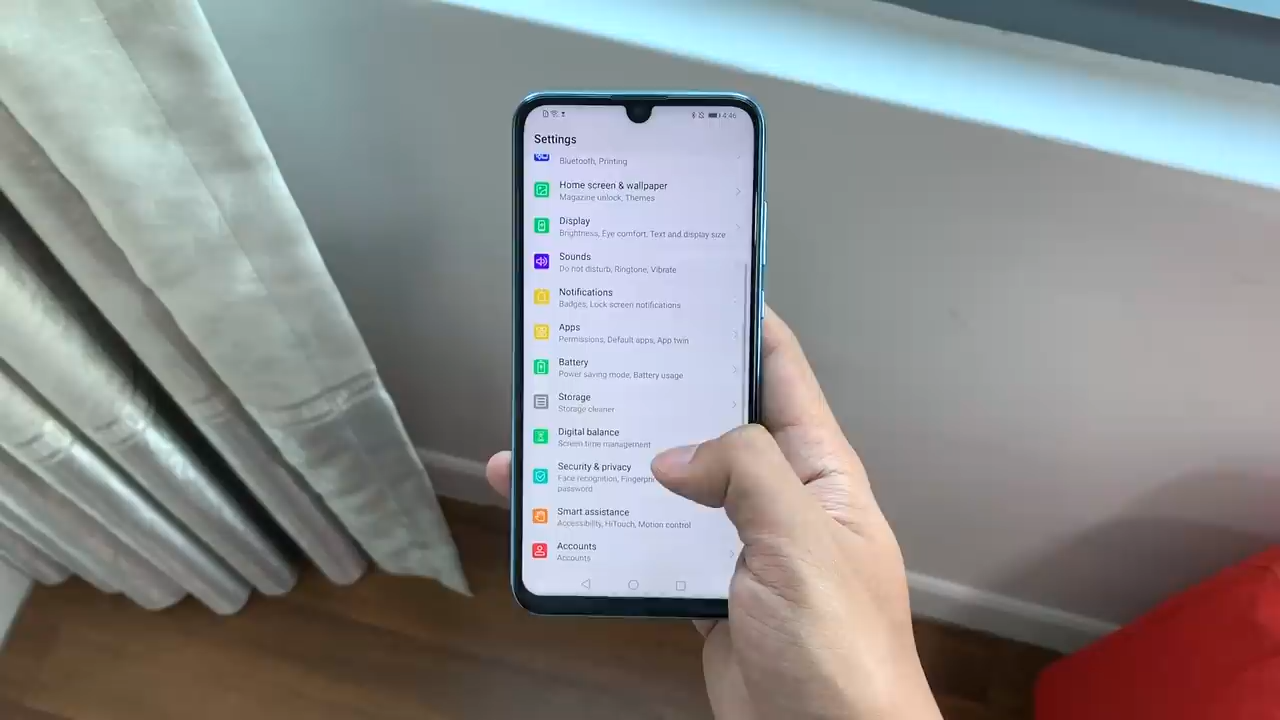 4:46
Settings
Bluetooth, Printing
Home screen & wallpaper
Magazine unlock, Themes
Display
Brightness, Eye comfort, Text and display size
Sounds
Do not disturb, Ringtone, Vibrate
Notifications
Badges, Lock screen notifications
Apps
Permissions, Default apps, App twin
Battery
Power saving mode, Battery usage
Storage
Storage cleaner
Digital balance
Screen time management
Security & privacy
Face recognition, Fingerpri
password
Smart assistance
Accessibility, HiTouch, Motion control
Accounts
Accounts